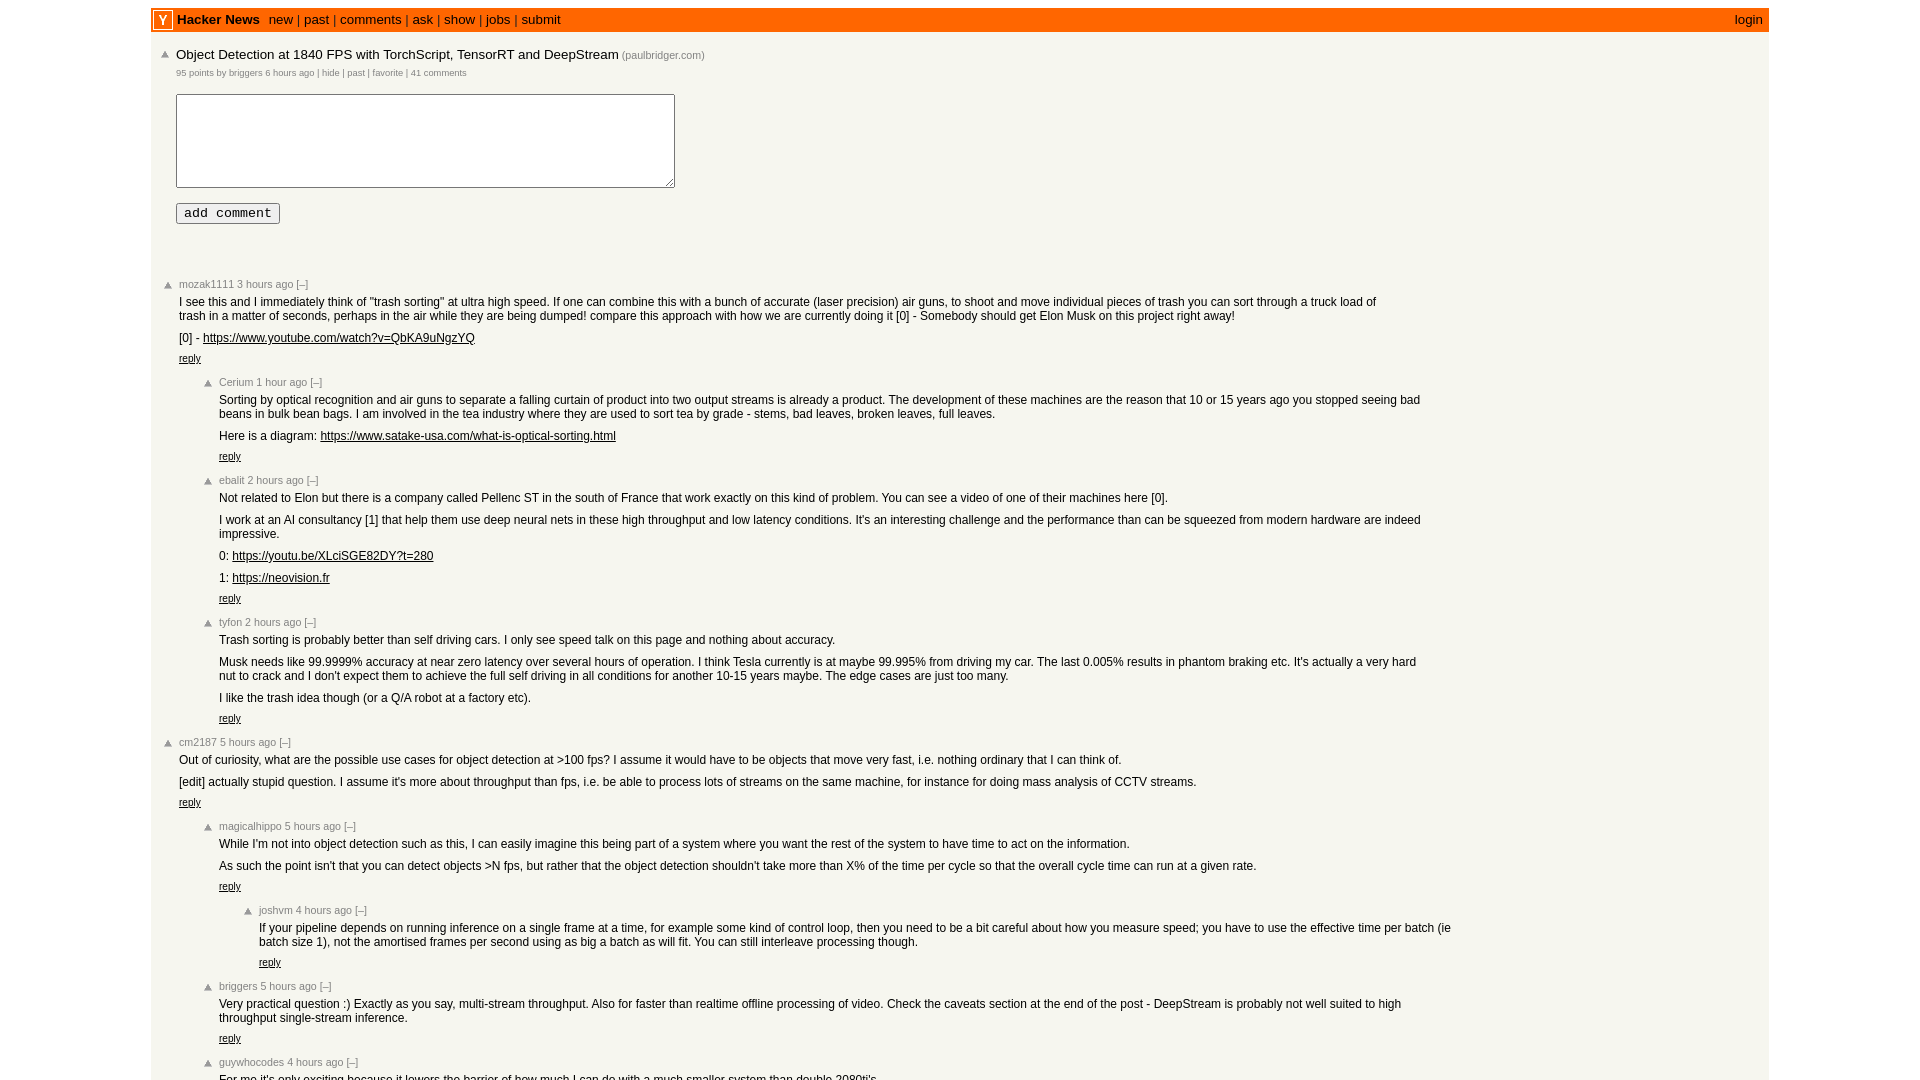 Y Hacker News new | past | comments | ask | show | jobs | submit login
Object Detection at 1840 FPS with TorchScript, TensorRT and DeepStream (paulbridger.com)
95 points by briggers 6 hours ago | hide | past | favorite | 41 comments
add comment
mozak1111 3 hours ago [–]
I see this and I immediately think of "trash sorting" at ultra high speed. If one can combine this with a bunch of accurate (laser precision) air guns, to shoot and move individual pieces of trash you can sort through a truck load of
trash in a matter of seconds, perhaps in the air while they are being dumped! compare this approach with how we are currently doing it [0] - Somebody should get Elon Musk on this project right away!
[0] - https://www.youtube.com/watch?v=QbKA9uNgzYQ
reply
Cerium 1 hour ago [–]
Sorting by optical recognition and air guns to separate a falling curtain of product into two output streams is already a product. The development of these machines are the reason that 10 or 15 years ago you stopped seeing bad
beans in bulk bean bags. I am involved in the tea industry where they are used to sort tea by grade - stems, bad leaves, broken leaves, full leaves.
Here is a diagram: https://www.satake-usa.com/what-is-optical-sorting.html
reply
ebalit 2 hours ago [–]
Not related to Elon but there is a company called Pellenc ST in the south of France that work exactly on this kind of problem. You can see a video of one of their machines here [0].
I work at an AI consultancy [1] that help them use deep neural nets in these high throughput and low latency conditions. It's an interesting challenge and the performance than can be squeezed from modern hardware are indeed
impressive.
0: https://youtu.be/XLciSGE82DY?t=280
1: https://neovision.fr
reply
tyfon 2 hours ago [–]
Trash sorting is probably better than self driving cars. I only see speed talk on this page and nothing about accuracy.
Musk needs like 99.9999% accuracy at near zero latency over several hours of operation. I think Tesla currently is at maybe 99.995% from driving my car. The last 0.005% results in phantom braking etc. It's actually a very hard
nut to crack and I don't expect them to achieve the full self driving in all conditions for another 10-15 years maybe. The edge cases are just too many.
I like the trash idea though (or a Q/A robot at a factory etc).
reply
cm2187 5 hours ago [–]
Out of curiosity, what are the possible use cases for object detection at >100 fps? I assume it would have to be objects that move very fast, i.e. nothing ordinary that I can think of.
[edit] actually stupid question. I assume it's more about throughput than fps, i.e. be able to process lots of streams on the same machine, for instance for doing mass analysis of CCTV streams.
reply
magicalhippo 5 hours ago [–]
While I'm not into object detection such as this, I can easily imagine this being part of a system where you want the rest of the system to have time to act on the information.
As such the point isn't that you can detect objects >N fps, but rather that the object detection shouldn't take more than X% of the time per cycle so that the overall cycle time can run at a given rate.
reply
joshvm 4 hours ago [–]
If your pipeline depends on running inference on a single frame at a time, for example some kind of control loop, then you need to be a bit careful about how you measure speed; you have to use the effective time per batch (ie
batch size 1), not the amortised frames per second using as big a batch as will fit. You can still interleave processing though.
reply
briggers 5 hours ago [–]
Very practical question :) Exactly as you say, multi-stream throughput. Also for faster than realtime offline processing of video. Check the caveats section at the end of the post - DeepStream is probably not well suited to high
throughput single-stream inference.
reply
guywhocodes 4 hours ago [–]
For me it's only exciting because it lowers the barrier of how much I can do with a much smaller system than double 2080ti's